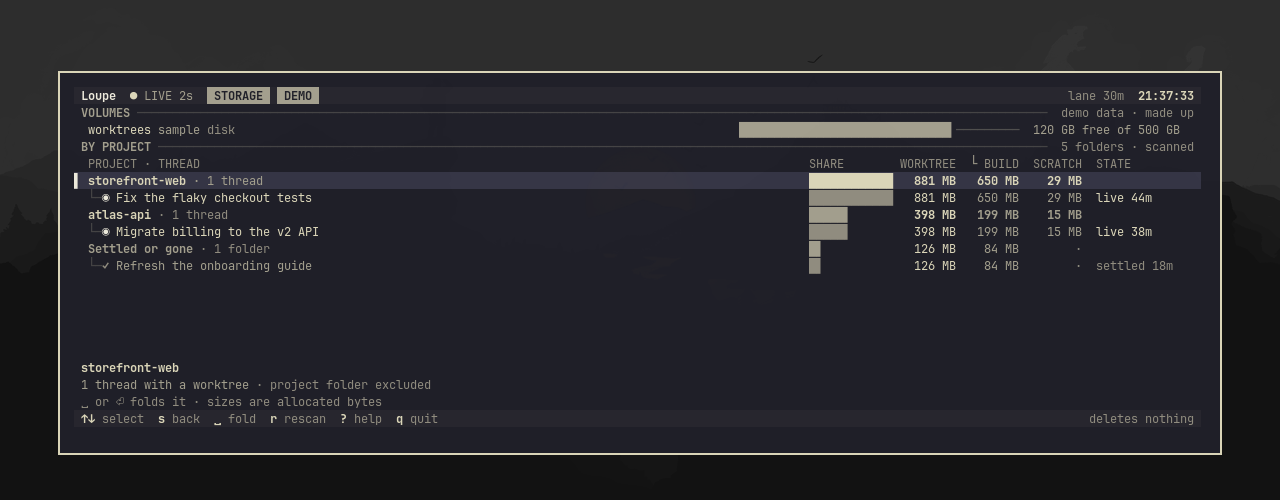 Loupe ● LIVE 2s STORAGE DEMO lane 30m 21:37:33
VOLUMES demo data · made up
worktrees sample disk 120 GB free of 500 GB
BY PROJECT 5 folders · scanned
PROJECT · THREAD SHARE WORKTREE └ BUILD SCRATCH STATE
storefront-web · 1 thread 881 MB 650 MB 29 MB
└─◉ Fix the flaky checkout tests 881 MB 650 MB 29 MB live 44m
atlas-api · 1 thread 398 MB 199 MB 15 MB
└─◉ Migrate billing to the v2 API 398 MB 199 MB 15 MB live 38m
Settled or gone · 1 folder 126 MB 84 MB ·
└─✓ Refresh the onboarding guide 126 MB 84 MB · settled 18m
storefront-web
1 thread with a worktree · project folder excluded
␣ or ⏎ folds it · sizes are allocated bytes
↑↓ select s back ␣ fold r rescan ? help q quit deletes nothing